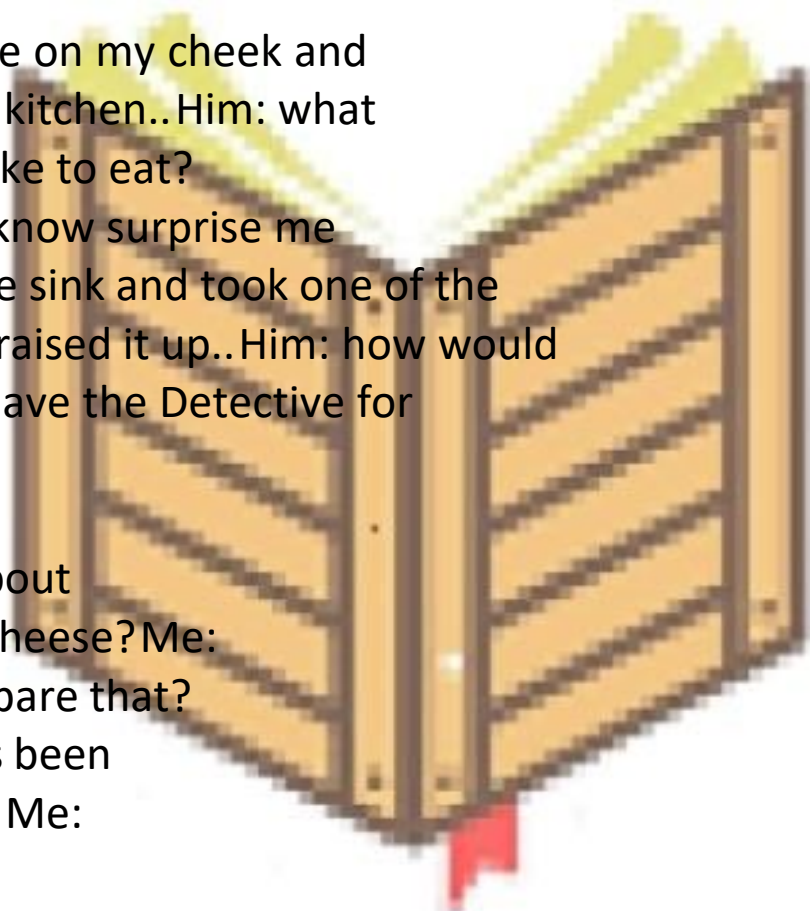 e on my cheek and
kitchen..Him: what
ke to eat?
know surprise me
e sink and took one of the
raised it up..Him: how would
ave the Detective for
out
heese?Me:
pare that?
s been
Me: